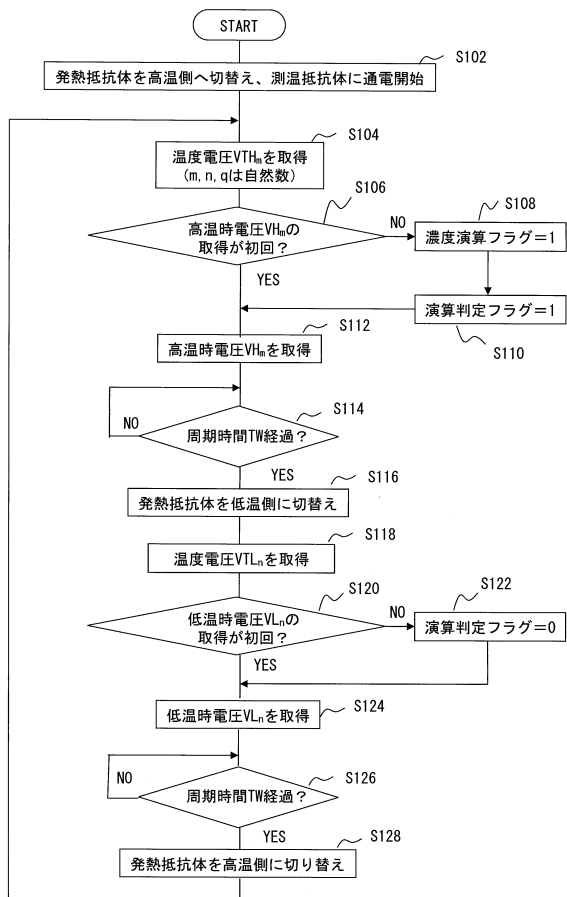 START
S102
発熱抵抗体を高温側へ切替え、測温抵抗体に通電開始
S104
温度電圧VTHmを取得
(m, n, qは自然数)
S106
高温時電圧VHmの
取得が初回？
NO
S108
濃度演算フラグ=1
YES
演算判定フラグ=1
S110
S112
高温時電圧VHmを取得
S114
NO
周期時間TW経過？
YES
S116
発熱抵抗体を低温側に切替え
S118
温度電圧VTLnを取得
S120
低温時電圧VLnの
取得が初回？
NO
S122
演算判定フラグ=0
YES
S124
低温時電圧VLnを取得
S126
NO
周期時間TW経過？
YES
S128
発熱抵抗体を高温側に切り替え